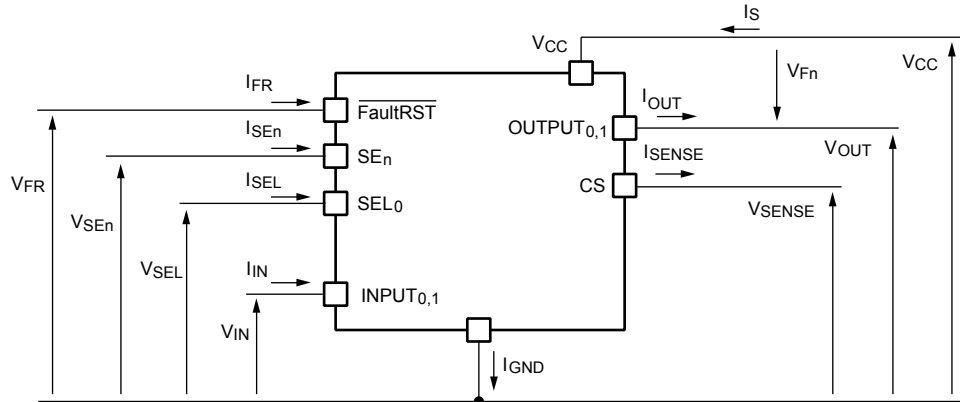 IS
VCC
VFn
VCC
IFR
FaultRST
IOUT
OUTPUT0,1
ISEn
SEn
VOUT
ISENSE
CS
VFR
ISEL
SEL0
VSENSE
VSEn
VSEL
IIN
INPUT0,1
VIN
IGND